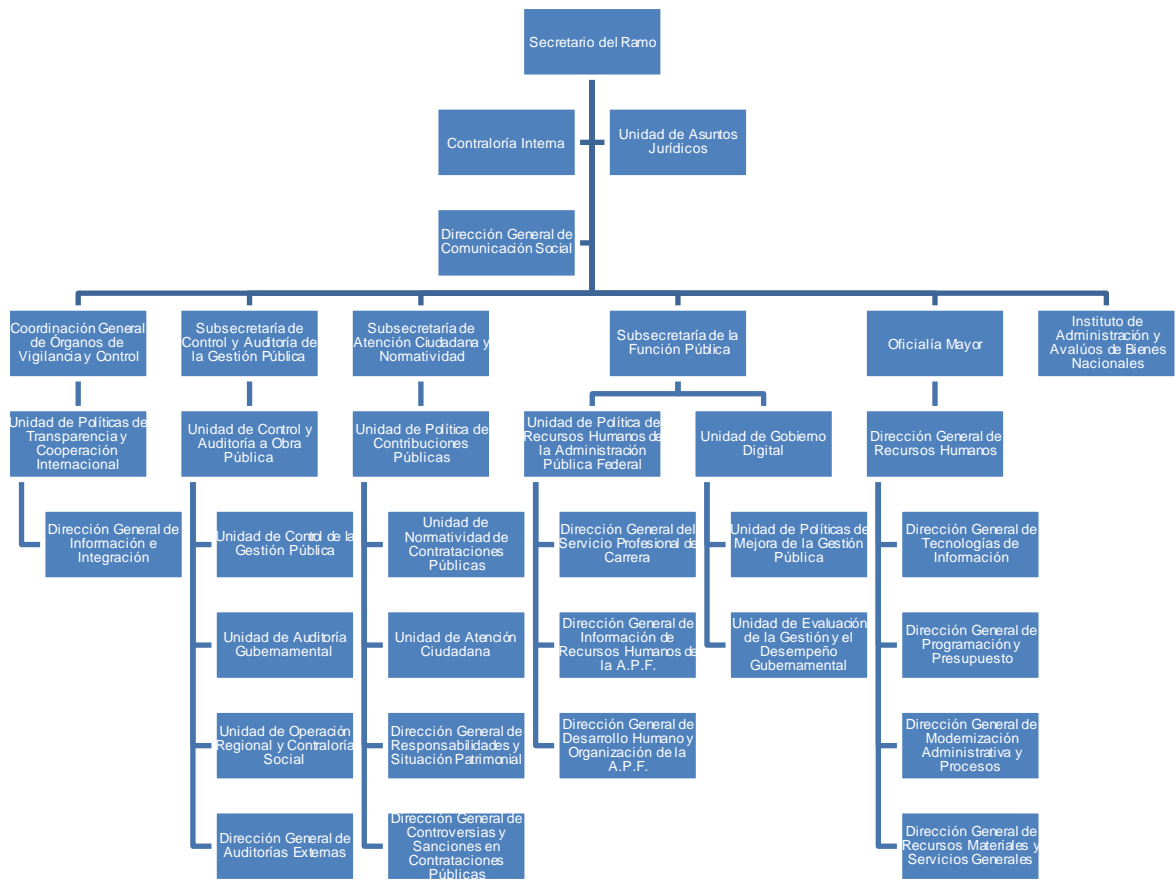 Secretario del Ramo
Contraloría Interna
Unidad de Asuntos
Jurídicos
Dirección General de
Comunicación Social
Coordinación General
de Órganos de
Vigilancia y Control
Subsecretaría de
Control y Auditoría de
la Gestión Pública
Subsecretaría de
Atención Ciudadana y
Normatividad
Subsecretaría de la
Función Pública
Oficialía Mayor
Instituto de
Administración y
Avalúos de Bienes
Nacionales
Unidad de Políticas de
Transparencia y
Cooperación
Internacional
Unidad de Control y
Auditoría a Obra
Pública
Unidad de Política de
Contribuciones
Públicas
Unidad de Política de
Recursos Humanos de
la Administración
Pública Federal
Unidad de Gobierno
Digital
Dirección General de
Recursos Humanos
Dirección General de
Información e
Integración
Unidad de Control de la
Gestión Pública
Unidad de
Normatividad de
Contrataciones
Públicas
Dirección General del
Servicio Profesional de
Carrera
Unidad de Políticas de
Mejora de la Gestión
Pública
Dirección General de
Tecnologías de
Información
Unidad de Auditoría
Gubernamental
Unidad de Atención
Ciudadana
Dirección General de
Información de
Recursos Humanos de
la A.P.F.
Unidad de Evaluación
de la Gestión y el
Desempeño
Gubernamental
Dirección General de
Programación y
Presupuesto
Unidad de Operación
Regional y Contraloría
Social
Dirección General de
Responsabilidades y
Situación Patrimonial
Dirección General de
Desarrollo Humano y
Organización de la
A.P.F.
Dirección General de
Modernización
Administrativa y
Procesos
Dirección General de
Auditorías Externas
Dirección General de
Controversias y
Sanciones en
Contrataciones
Públicas
Dirección General de
Recursos Materiales y
Servicios Generales